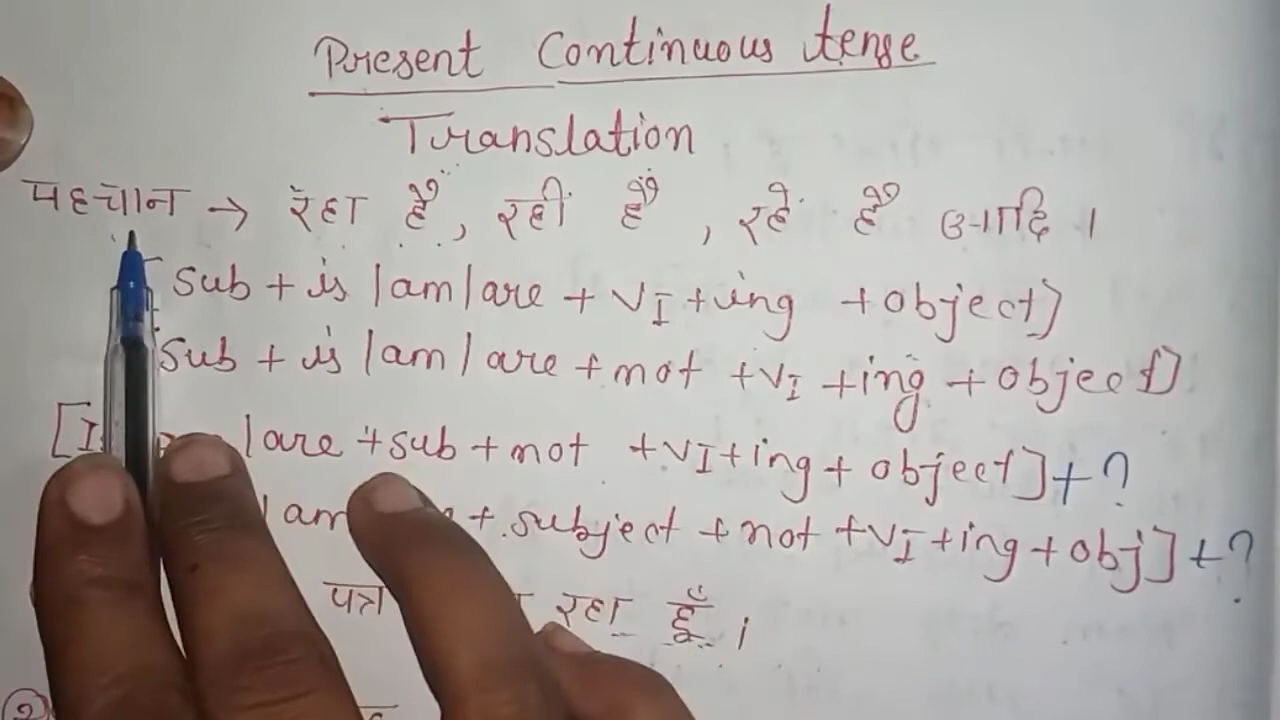 Present Continuous tense
Translation
पहचान → रहा है, रही है, रहे हैं आदि ।
Sub + is / am / are + VI + ing + object]
Sub + is / am / are + not + VI + ing + object]
[I / are + sub + not + VI + ing + object] + ?
/ am + subject + not + VI + ing + obj] + ?
पत्र रहा हूँ ।
2